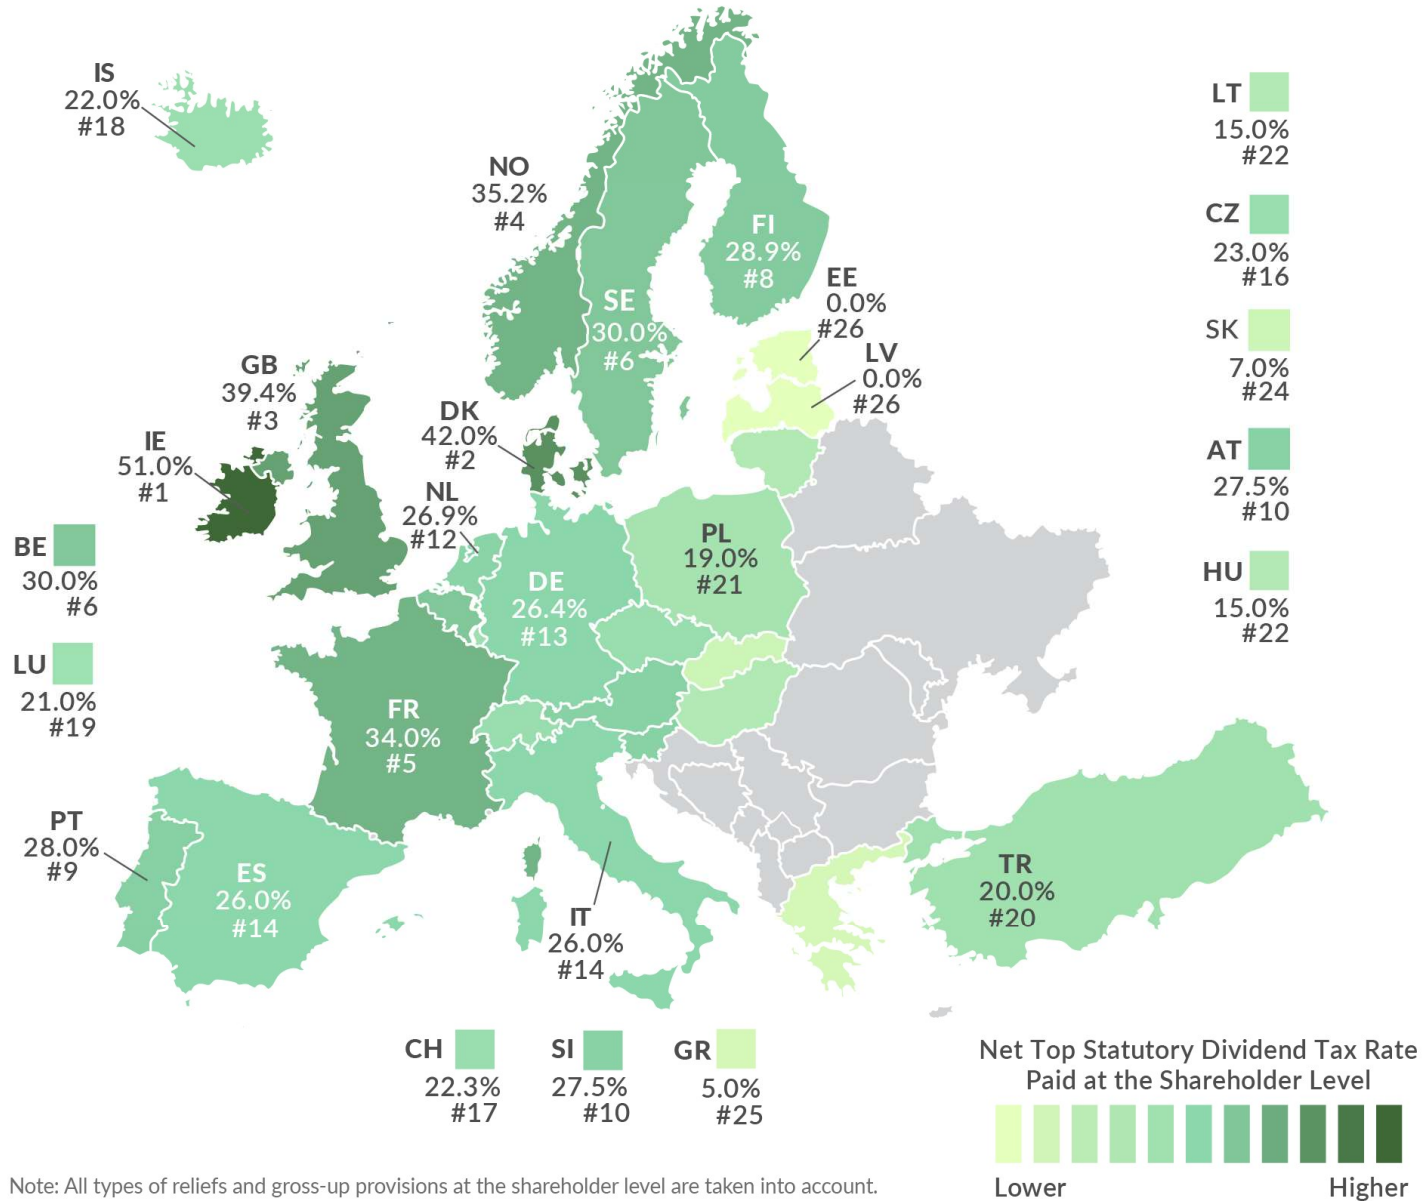 IS
22.0%
#18
NO
35.2%
#4
FI
28.9%
#8
SE
30.0%
#6
EE
0.0%
#26
LV
0.0%
#26
GB
39.4%
#3
IE
51.0%
#1
DK
42.0%
#2
NL
26.9%
#12
BE
30.0%
#6
LU
21.0%
#19
DE
26.4%
#13
PL
19.0%
#21
FR
34.0%
#5
PT
28.0%
#9
ES
26.0%
#14
IT
26.0%
#14
TR
20.0%
#20
LT
15.0%
#22
CZ
23.0%
#16
SK
7.0%
#24
AT
27.5%
#10
HU
15.0%
#22
CH
22.3%
#17
SI
27.5%
#10
GR
5.0%
#25
Net Top Statutory Dividend Tax Rate
Paid at the Shareholder Level
Lower
Higher
Note: All types of reliefs and gross-up provisions at the shareholder level are taken into account.